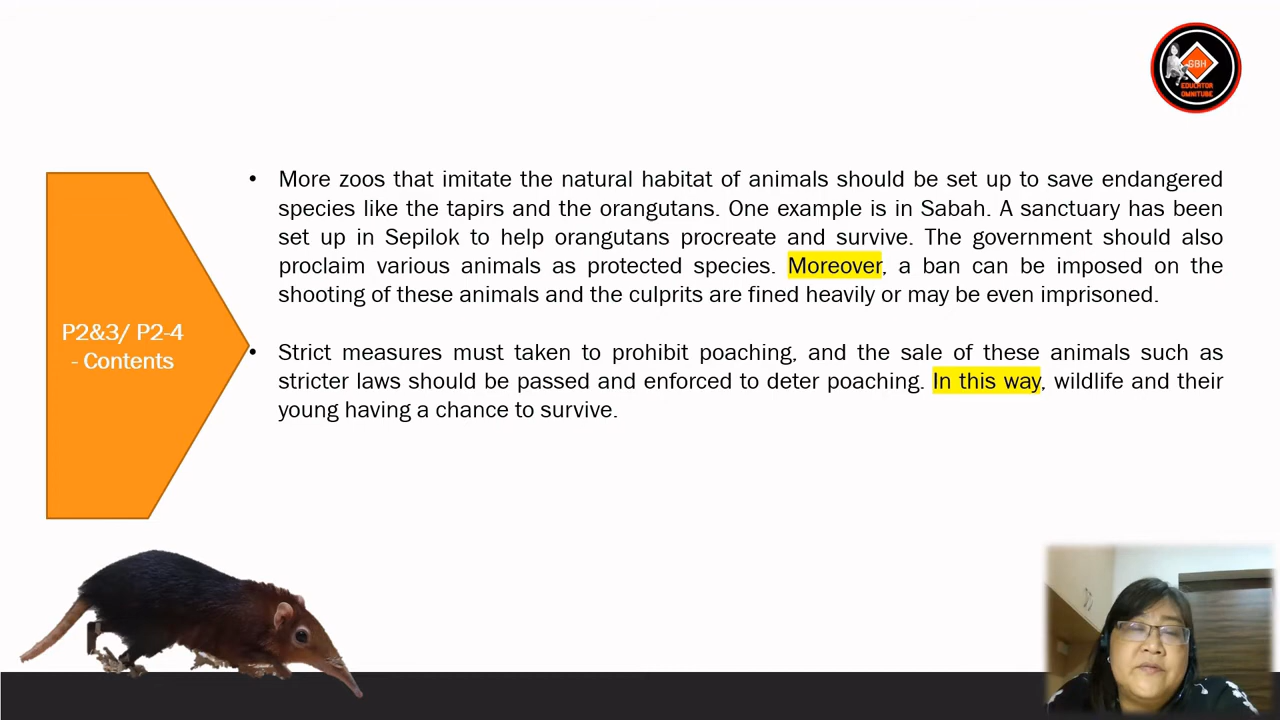 GBH
EDUCATOR
OMNITUBE
P2&3/ P2-4
- Contents
• More zoos that imitate the natural habitat of animals should be set up to save endangered
species like the tapirs and the orangutans. One example is in Sabah. A sanctuary has been
set up in Sepilok to help orangutans procreate and survive. The government should also
proclaim various animals as protected species. Moreover, a ban can be imposed on the
shooting of these animals and the culprits are fined heavily or may be even imprisoned.
• Strict measures must taken to prohibit poaching, and the sale of these animals such as
stricter laws should be passed and enforced to deter poaching. In this way, wildlife and their
young having a chance to survive.